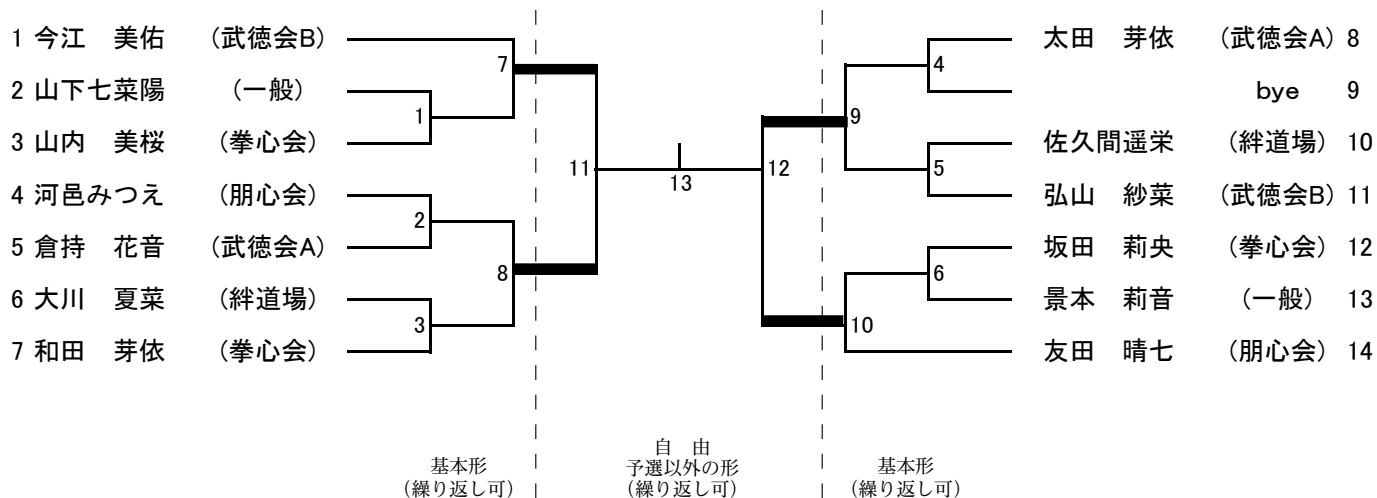 1 今江　美佑　（武徳会B）
2 山下七菜陽　（一般）
3 山内　美桜　（拳心会）
4 河邑みつえ　（朋心会）
5 倉持　花音　（武徳会A）
6 大川　夏菜　（絆道場）
7 和田　芽依　（拳心会）
1
2
3
7
8
11
13
12
9
10
4
5
6
太田　芽依　（武徳会A） 8
bye　9
佐久間遥栄　（絆道場） 10
弘山　紗菜　（武徳会B） 11
坂田　莉央　（拳心会） 12
景本　莉音　（一般） 13
友田　晴七　（朋心会） 14
基本形
（繰り返し可）
自　由
予選以外の形
（繰り返し可）
基本形
（繰り返し可）